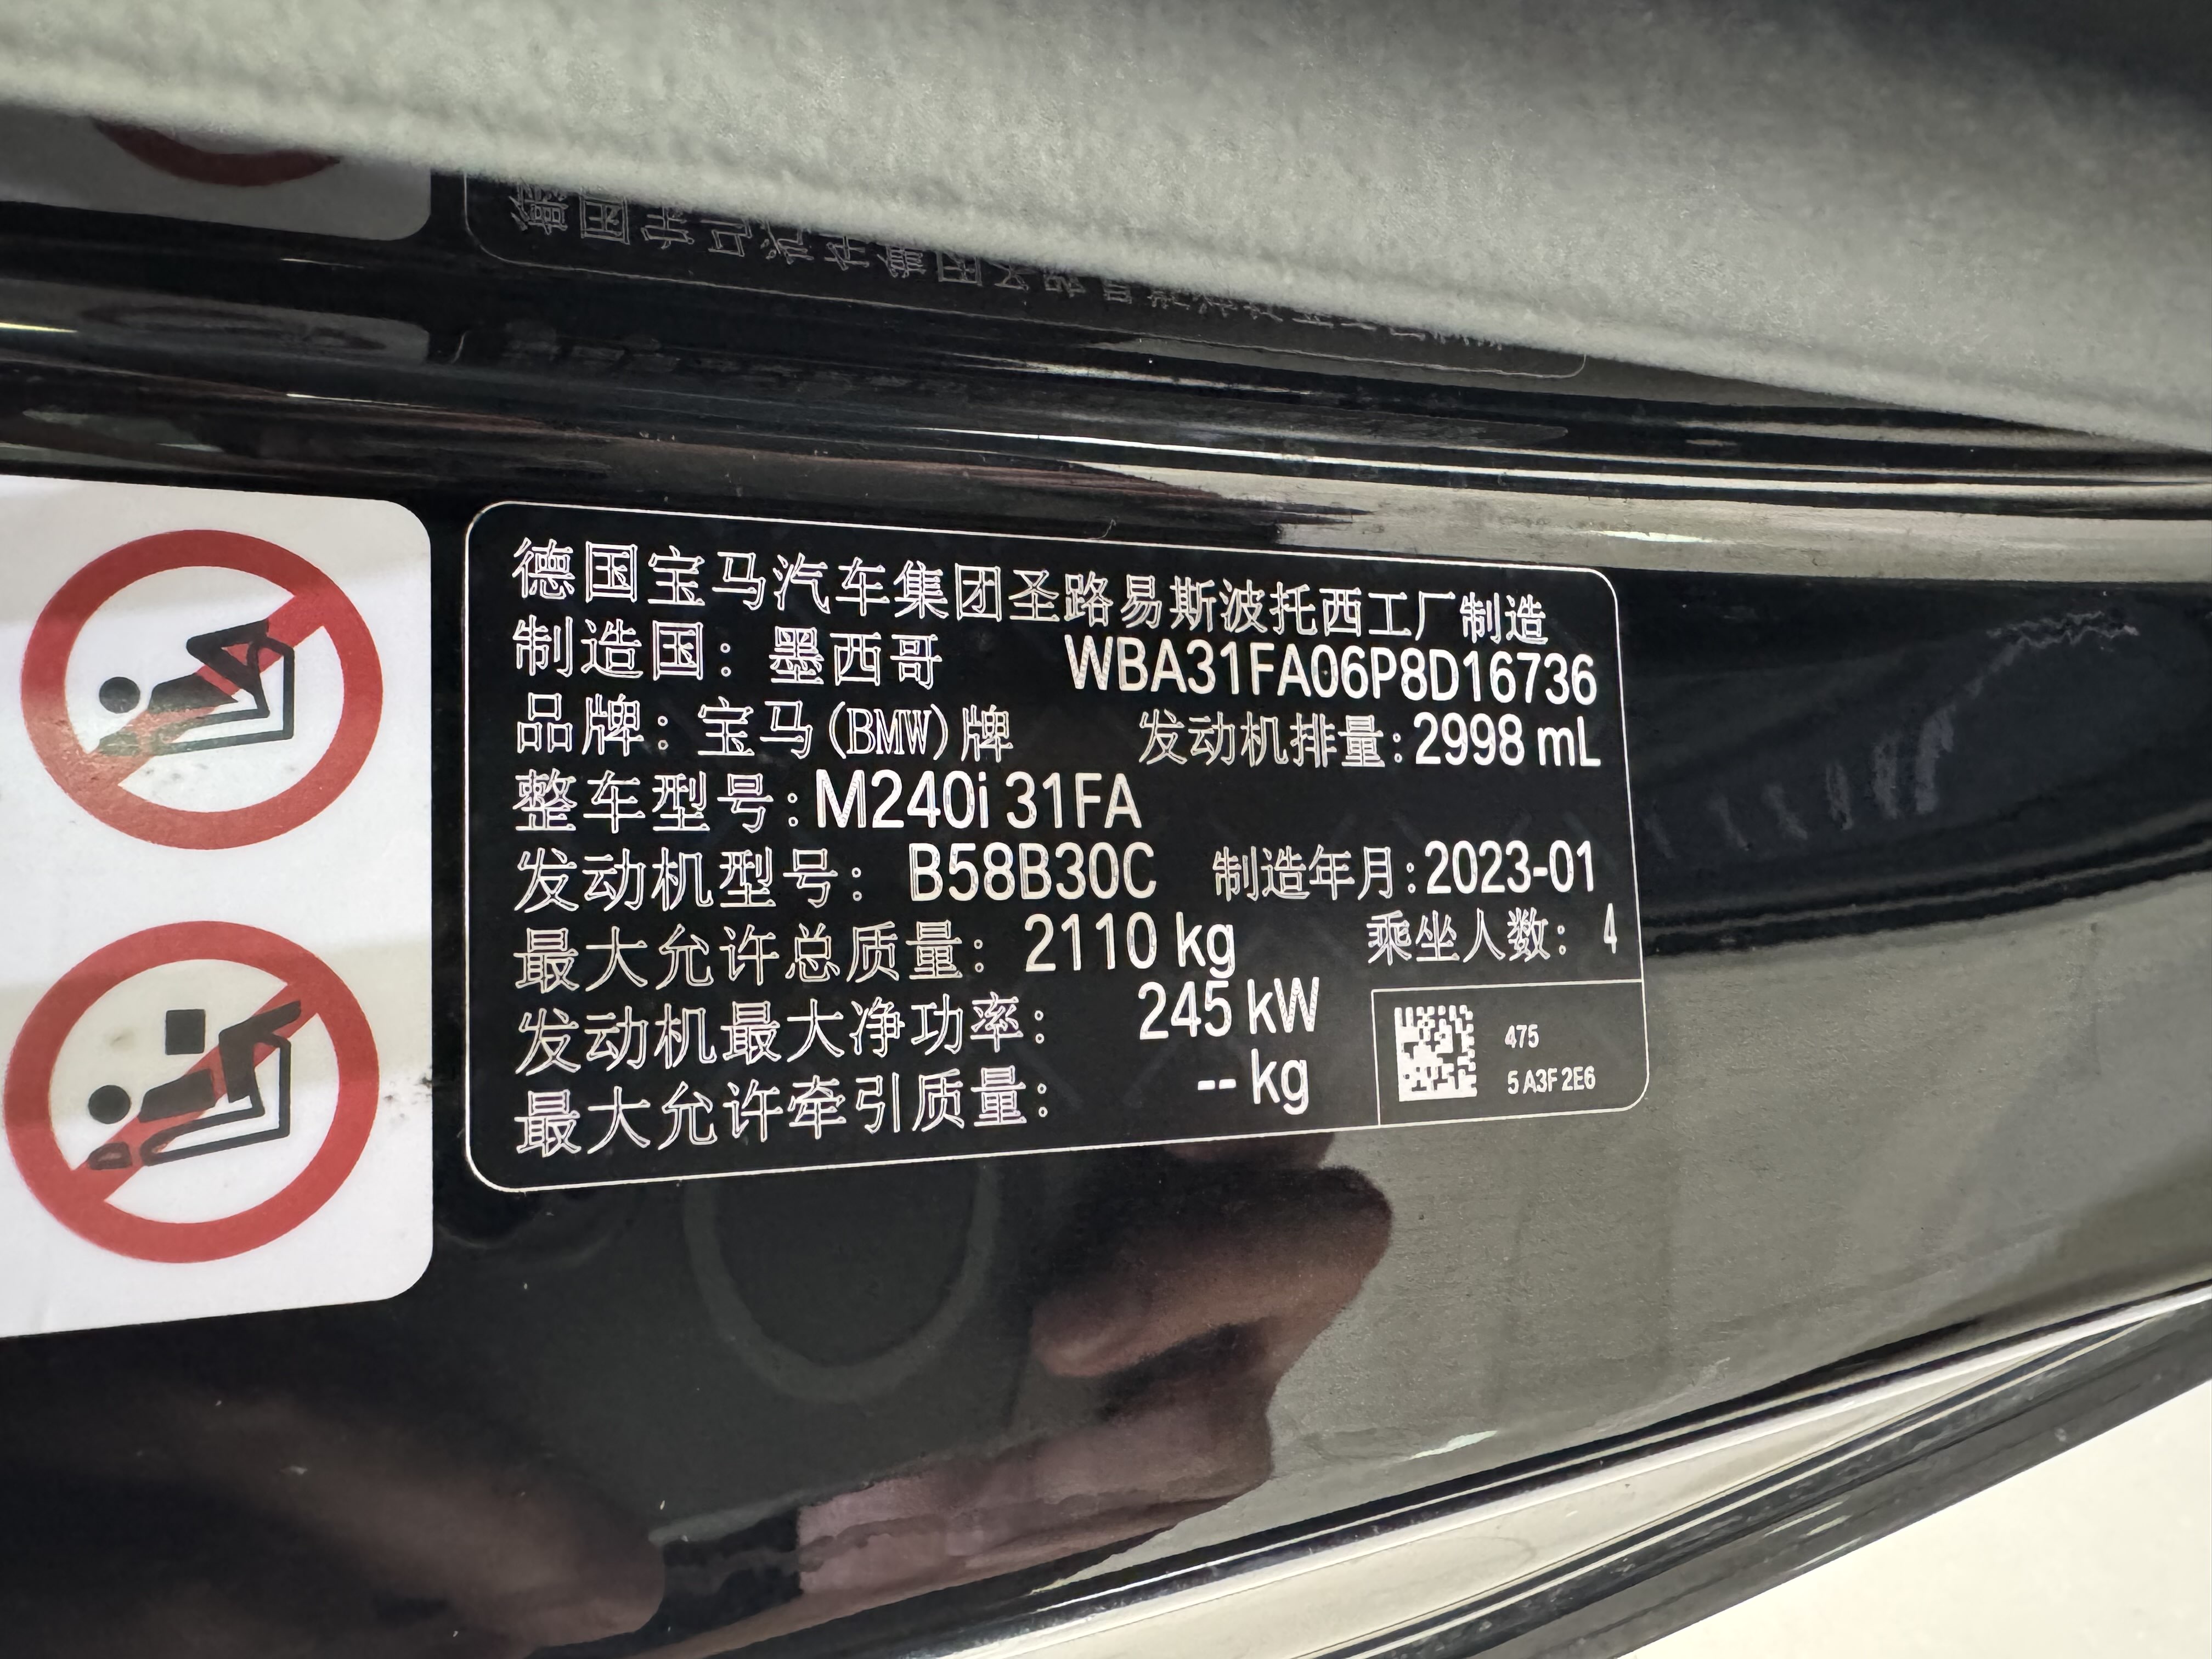 德国宝马汽车集团圣路易斯波托西工厂制造
制造国：墨西哥 WBA31FA06P8D16736
品牌：宝马(BMW)牌 发动机排量：2998 mL
整车型号：M240i 31FA
发动机型号：B58B30C 制造年月：2023-01
最大允许总质量：2110 kg 乘坐人数：4
发动机最大净功率：245 kW
最大允许牵引质量：-- kg
475
5 A3F 2E6